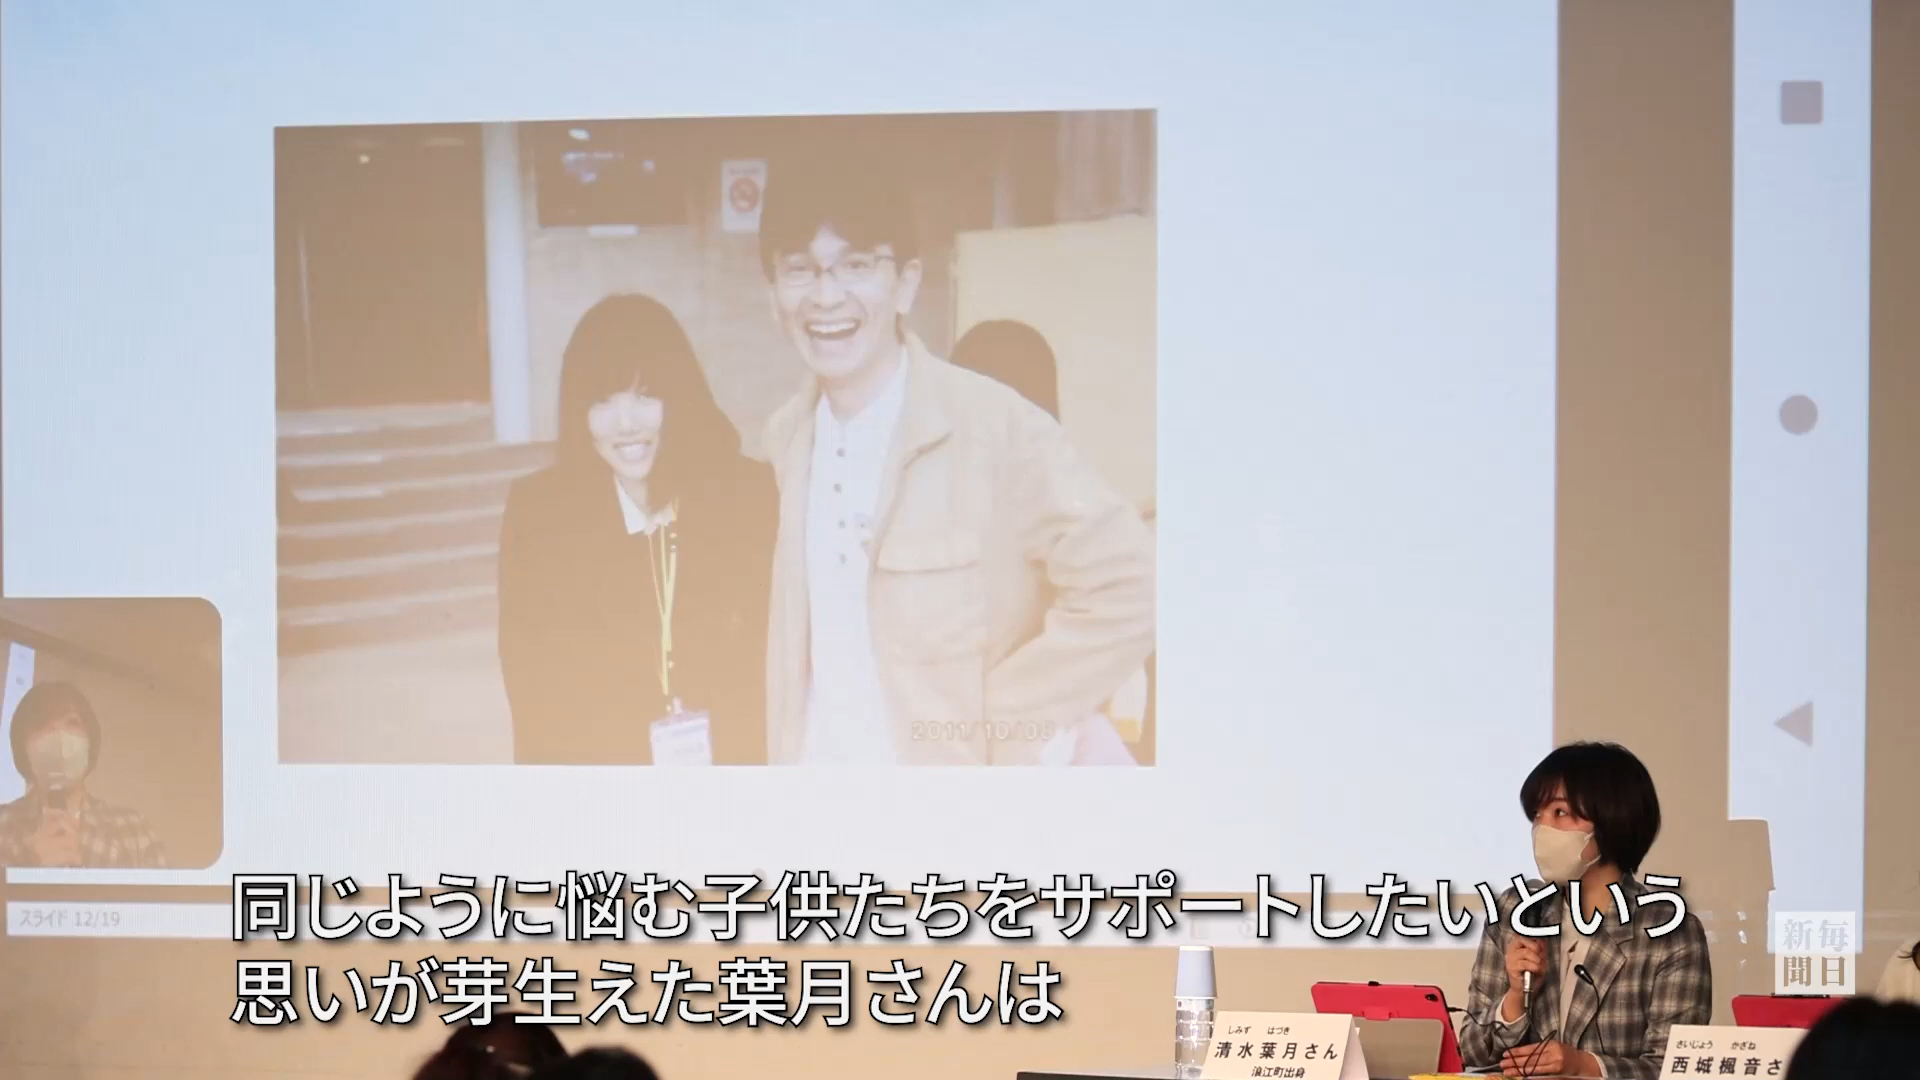 2011/10/05
スライド 12/19
同じように悩む子供たちをサポートしたいという
思いが芽生えた葉月さんは
毎日
新聞
しみず はづき
清水葉月さん
浪江町出身
さいじょう かざね
西城楓音さ